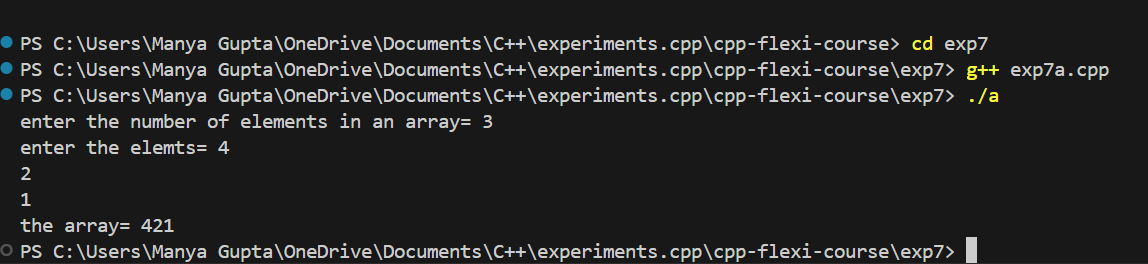 PS C:\Users\Manya Gupta\OneDrive\Documents\C++\experiments.cpp\cpp-flexi-course> cd exp7
PS C:\Users\Manya Gupta\OneDrive\Documents\C++\experiments.cpp\cpp-flexi-course\exp7> g++ exp7a.cpp
PS C:\Users\Manya Gupta\OneDrive\Documents\C++\experiments.cpp\cpp-flexi-course\exp7> ./a
enter the number of elements in an array= 3
enter the elemts= 4
2
1
the array= 421
PS C:\Users\Manya Gupta\OneDrive\Documents\C++\experiments.cpp\cpp-flexi-course\exp7>